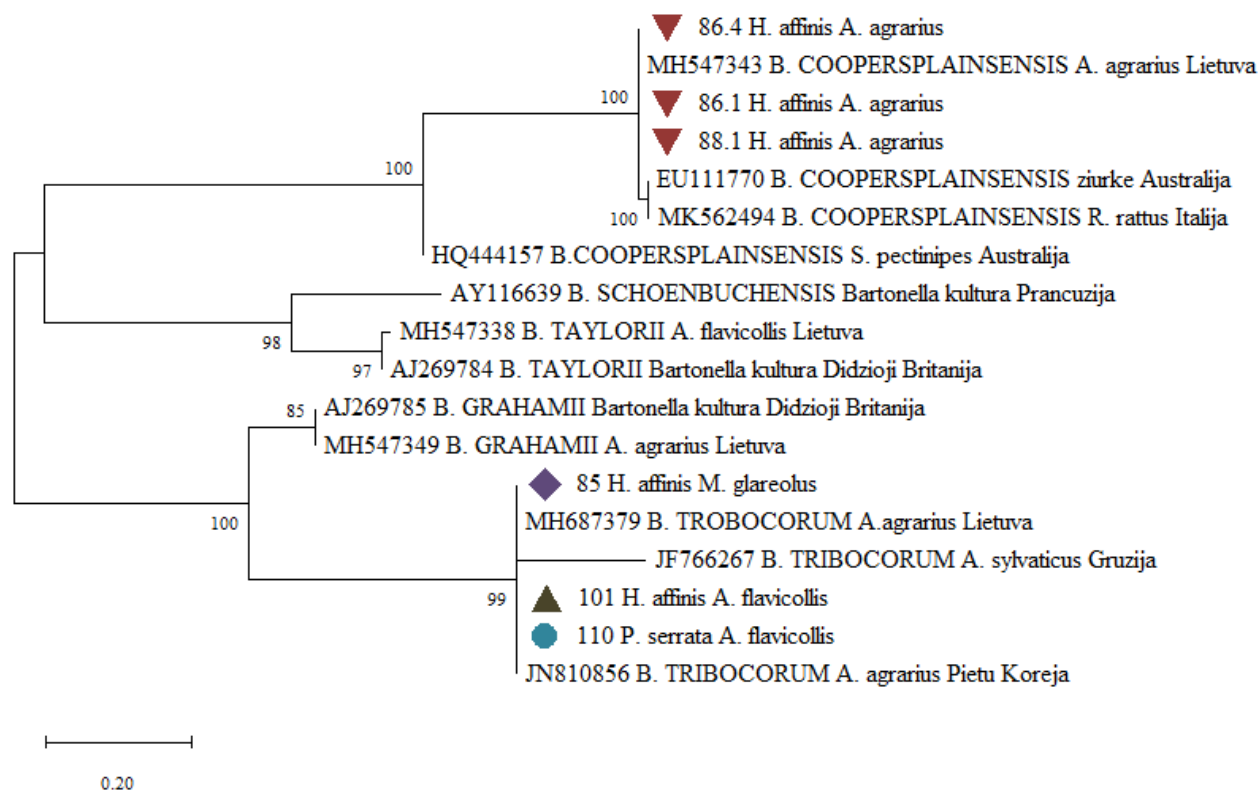 86.4 H. affinis A. agrarius
MH547343 B. COOPERSPLAINSENSIS A. agrarius Lietuva
100
86.1 H. affinis A. agrarius
88.1 H. affinis A. agrarius
100
EU111770 B. COOPERSPLAINSENSIS ziurke Australija
100
MK562494 B. COOPERSPLAINSENSIS R. rattus Italija
HQ444157 B.COOPERSPLAINSENSIS S. pectinipes Australija
AY116639 B. SCHOENBUCHENSIS Bartonella kultura Prancuzija
98
MH547338 B. TAYLORII A. flavicollis Lietuva
97
AJ269784 B. TAYLORII Bartonella kultura Didzioji Britanija
85
AJ269785 B. GRAHAMII Bartonella kultura Didzioji Britanija
MH547349 B. GRAHAMII A. agrarius Lietuva
85 H. affinis M. glareolus
100
MH687379 B. TROBOCORUM A.agrarius Lietuva
JF766267 B. TRIBOCORUM A. sylvaticus Gruzija
99
101 H. affinis A. flavicollis
110 P. serrata A. flavicollis
JN810856 B. TRIBOCORUM A. agrarius Pietu Koreja
0.20